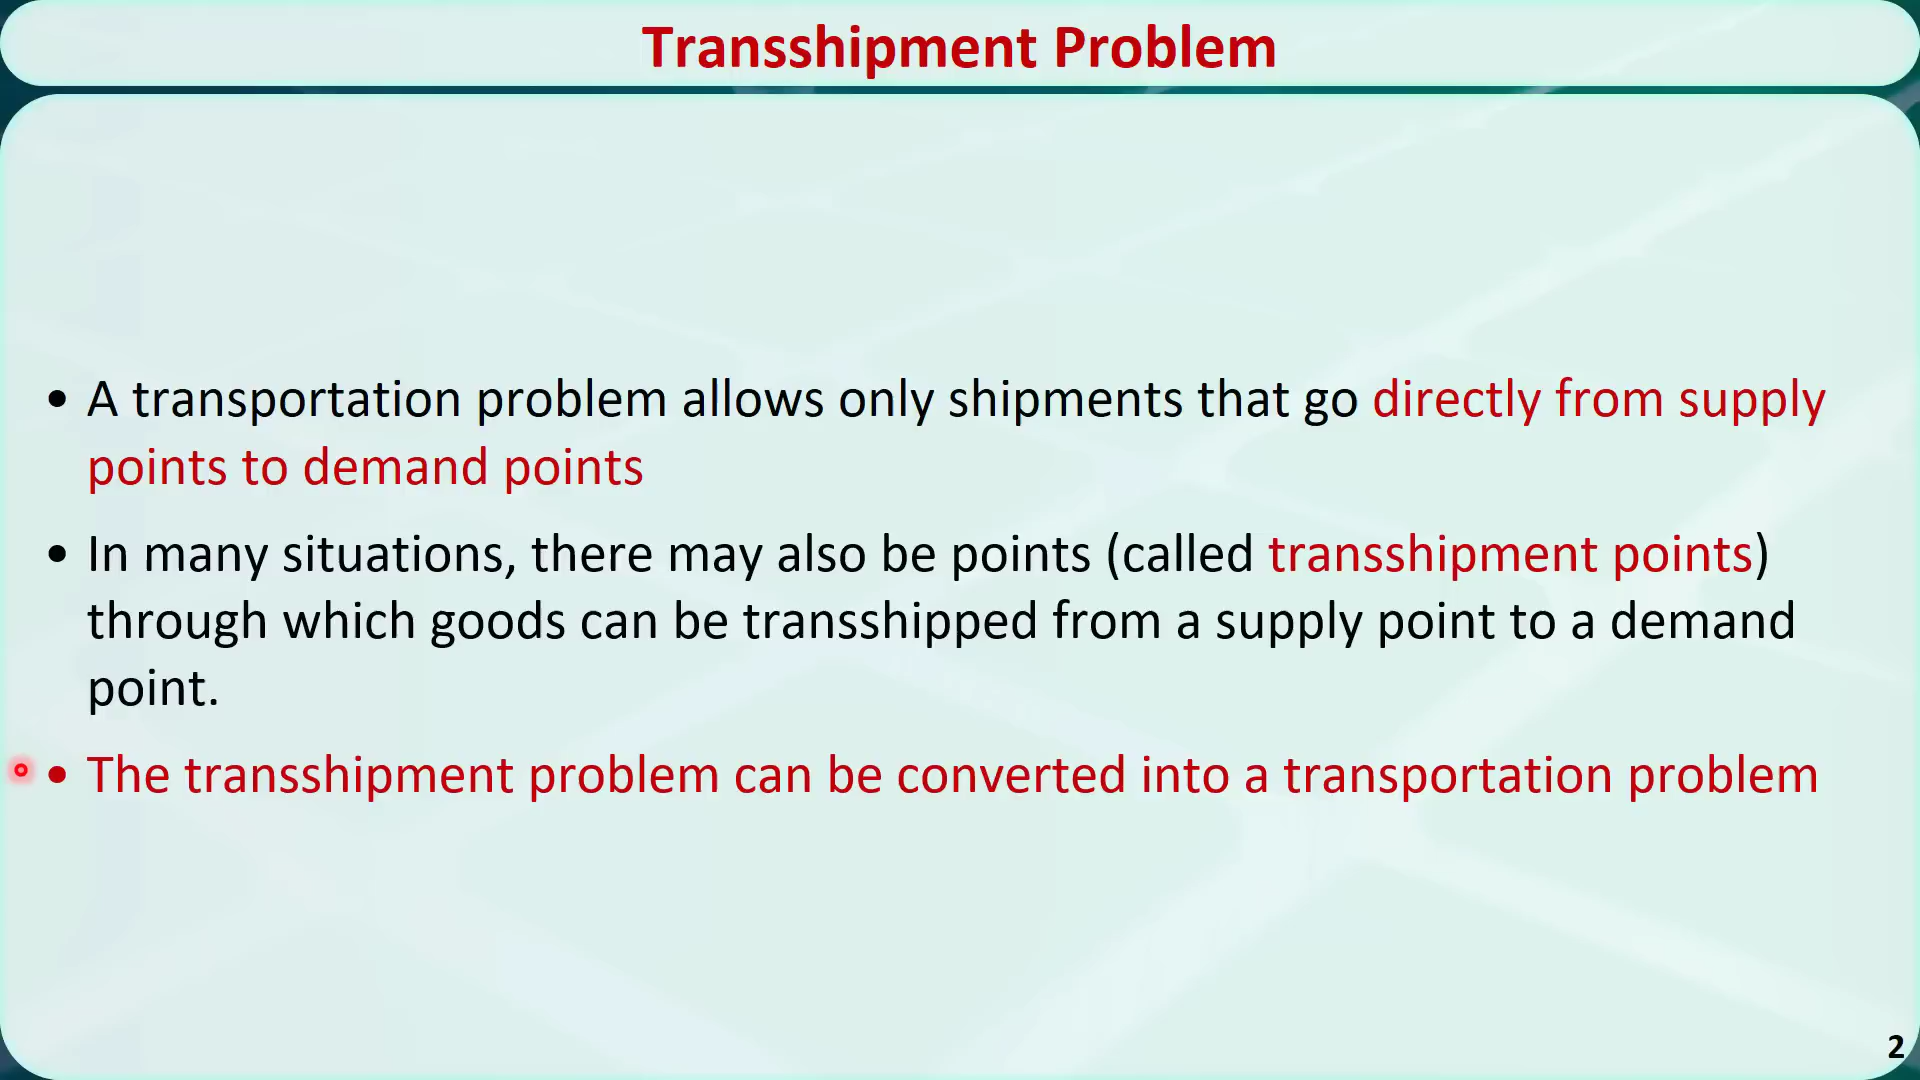 Transshipment Problem
• A transportation problem allows only shipments that go directly from supply
points to demand points
• In many situations, there may also be points (called transshipment points)
through which goods can be transshipped from a supply point to a demand
point.
• The transshipment problem can be converted into a transportation problem
2